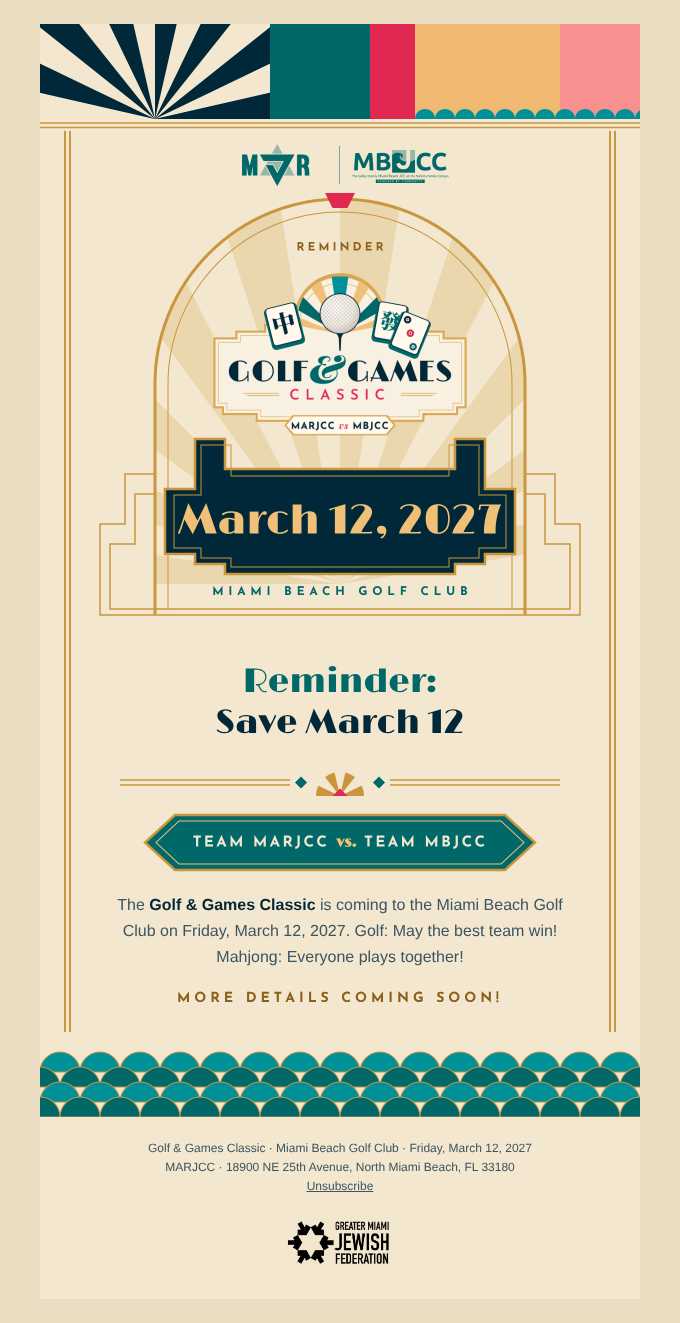 MAR
MBJCC
REMINDER
中
發
GOLF & GAMES
CLASSIC
MARJCC vs MBJCC
March 12, 2027
MIAMI BEACH GOLF CLUB
Reminder:
Save March 12
TEAM MARJCC vs. TEAM MBJCC
The Golf & Games Classic is coming to the Miami Beach Golf
Club on Friday, March 12, 2027. Golf: May the best team win!
Mahjong: Everyone plays together!
MORE DETAILS COMING SOON!
Golf & Games Classic · Miami Beach Golf Club · Friday, March 12, 2027
MARJCC · 18900 NE 25th Avenue, North Miami Beach, FL 33180
Unsubscribe
GREATER MIAMI
JEWISH
FEDERATION